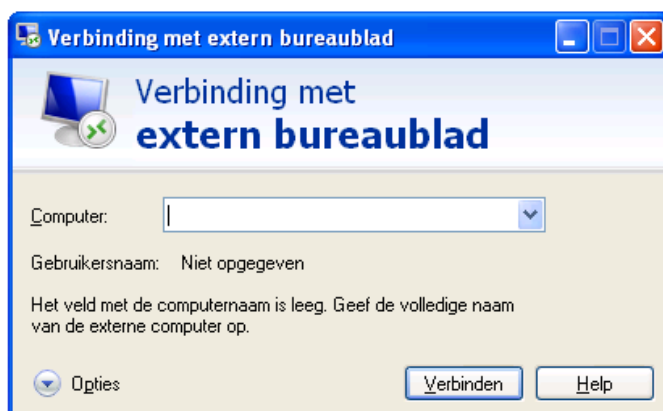 Verbinding met extern bureaublad
Verbinding met
extern bureaublad
Computer:
Gebruikersnaam: Niet opgegeven
Het veld met de computernaam is leeg. Geef de volledige naam
van de externe computer op.
Opties Verbinden Help